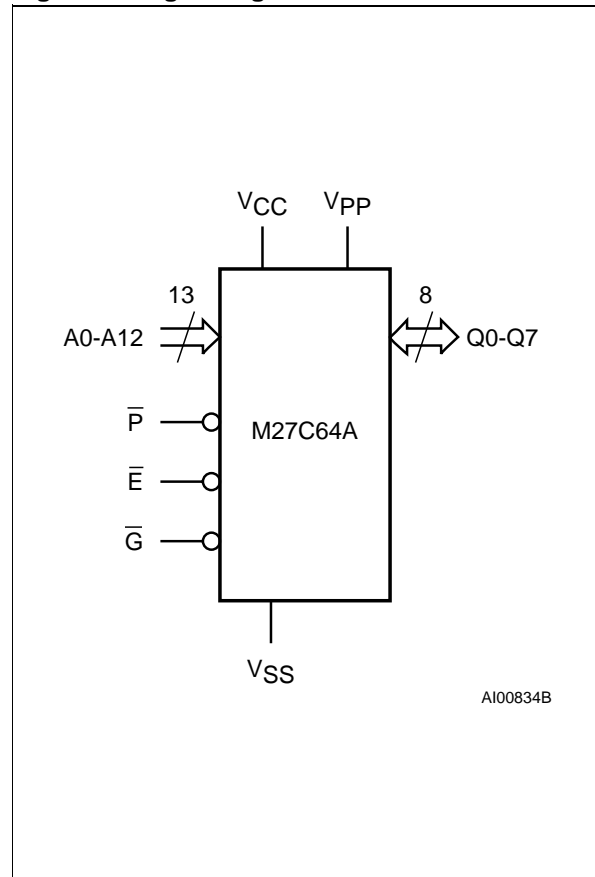 VCC VPP
13
8
A0-A12
Q0-Q7
P̅
M27C64A
E̅
G̅
VSS
AI00834B